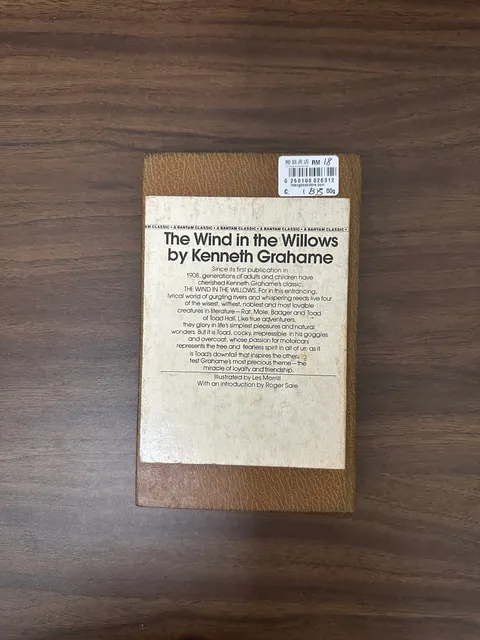 RM 18
0 250100 026312
AM CLASSIC • A BANTAM CLASSIC • A BANTAM CLASSIC • A BANTAM CLASSIC • A BANTAM CLASSIC •
The Wind in the Willows
by Kenneth Grahame
Since its first publication in
1908, generations of adults and children have
cherished Kenneth Grahame's classic,
THE WIND IN THE WILLOWS. For in this entrancing,
lyrical world of gurgling rivers and whispering reeds live four
of the wisest, wittiest, noblest and most lovable
creatures in literature—Rat, Mole, Badger and Toad
of Toad Hall. Like true adventurers,
they glory in life's simplest pleasures and natural
wonders. But it is Toad, cocky, irrepressible in his goggles
and overcoat, whose passion for motorcars
represents the free and fearless spirit in all of us; as it
is Toad's downfall that inspires the others to
test Grahame's most precious theme—the
miracle of loyalty and friendship.
Illustrated by Les Morrill
With an introduction by Roger Sale